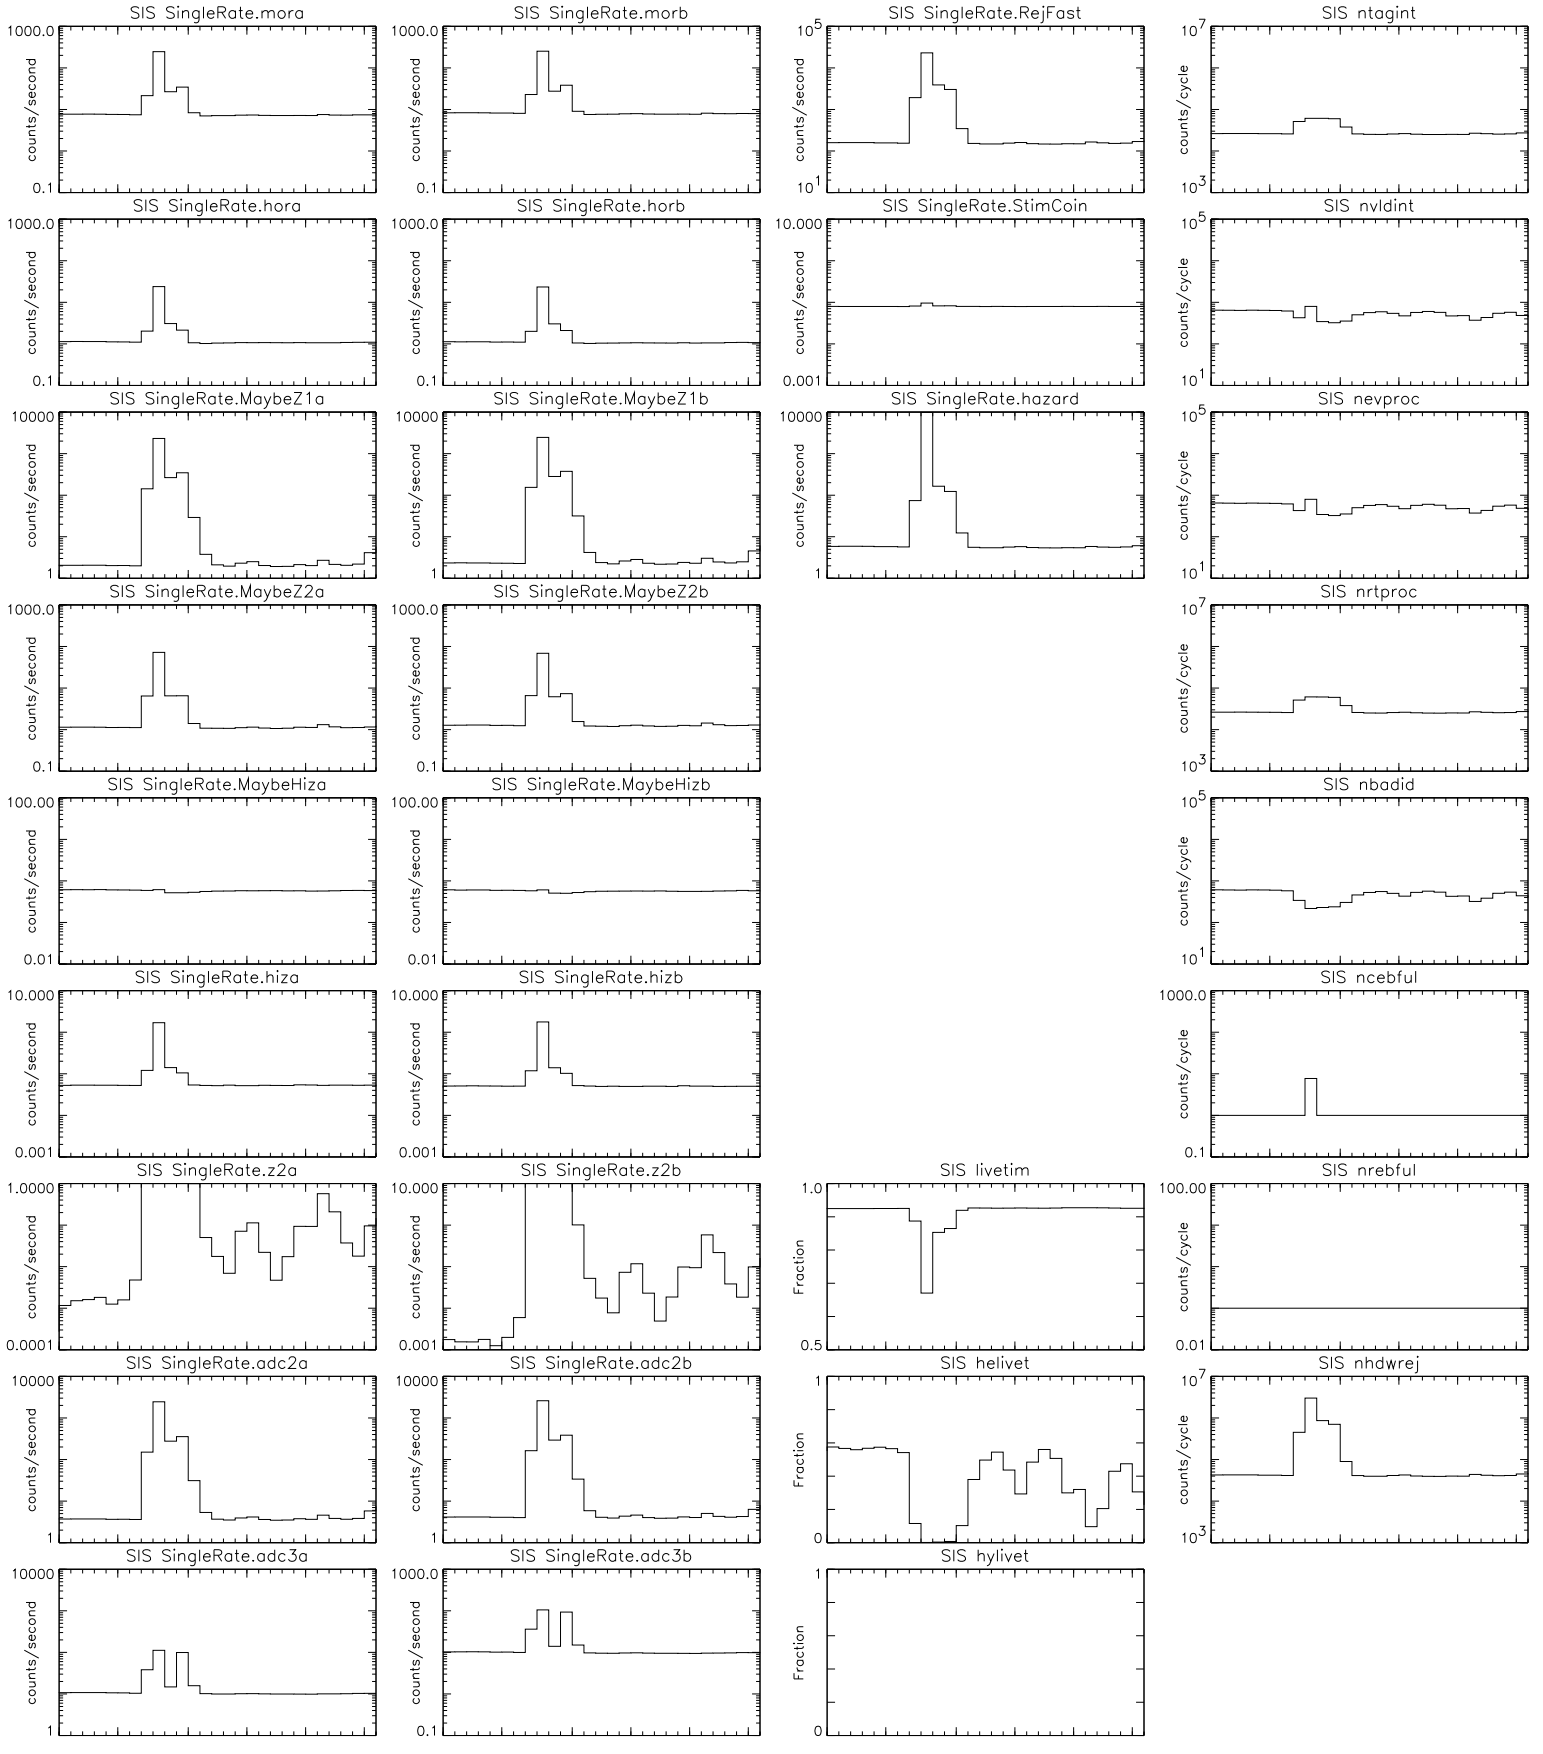 SIS SingleRate.mora
SIS SingleRate.morb
SIS SingleRate.RejFast
SIS ntagint
1000.0
counts/second
0.1
1000.0
counts/second
0.1
10^5
counts/second
10^1
10^7
counts/cycle
10^3
SIS SingleRate.hora
SIS SingleRate.horb
SIS SingleRate.StimCoin
SIS nvldint
1000.0
counts/second
0.1
1000.0
counts/second
0.1
10.000
counts/second
0.001
10^5
counts/cycle
10^1
SIS SingleRate.MaybeZ1a
SIS SingleRate.MaybeZ1b
SIS SingleRate.hazard
SIS nevproc
10000
counts/second
1
10000
counts/second
1
10000
counts/second
1
10^5
counts/cycle
10^1
SIS SingleRate.MaybeZ2a
SIS SingleRate.MaybeZ2b
SIS nrtproc
1000.0
counts/second
0.1
1000.0
counts/second
0.1
10^7
counts/cycle
10^3
SIS SingleRate.MaybeHiza
SIS SingleRate.MaybeHizb
SIS nbadid
100.00
counts/second
0.01
100.00
counts/second
0.01
10^5
counts/cycle
10^1
SIS SingleRate.hiza
SIS SingleRate.hizb
SIS ncebful
10.000
counts/second
0.001
10.000
counts/second
0.001
1000.0
counts/cycle
0.1
SIS SingleRate.z2a
SIS SingleRate.z2b
SIS livetim
SIS nrebful
1.0000
counts/second
0.0001
10.000
counts/second
0.001
1.0
Fraction
0.5
100.00
counts/cycle
0.01
SIS SingleRate.adc2a
SIS SingleRate.adc2b
SIS helivet
SIS nhdwrej
10000
counts/second
1
10000
counts/second
1
1
Fraction
0
10^7
counts/cycle
10^3
SIS SingleRate.adc3a
SIS SingleRate.adc3b
SIS hylivet
10000
counts/second
1
1000.0
counts/second
0.1
1
Fraction
0